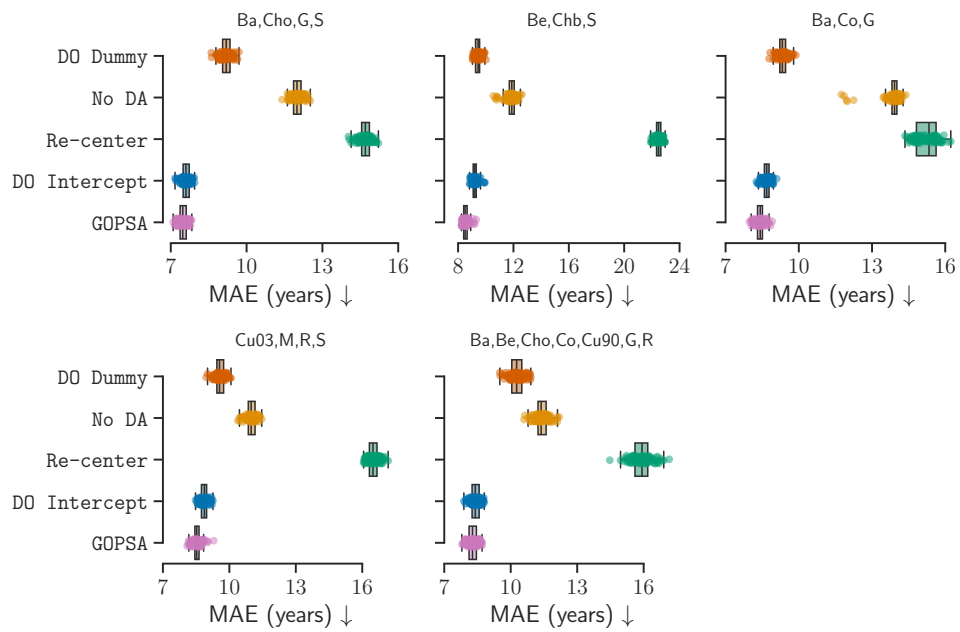 Ba,Cho,G,S
Be,Chb,S
Ba,Co,G
DO Dummy
No DA
Re-center
DO Intercept
GOPSA
7 10 13 16
8 12 16 20 24
7 10 13 16
MAE (years) ↓
MAE (years) ↓
MAE (years) ↓
Cu03,M,R,S
Ba,Be,Cho,Co,Cu90,G,R
DO Dummy
No DA
Re-center
DO Intercept
GOPSA
7 10 13 16
7 10 13 16
MAE (years) ↓
MAE (years) ↓